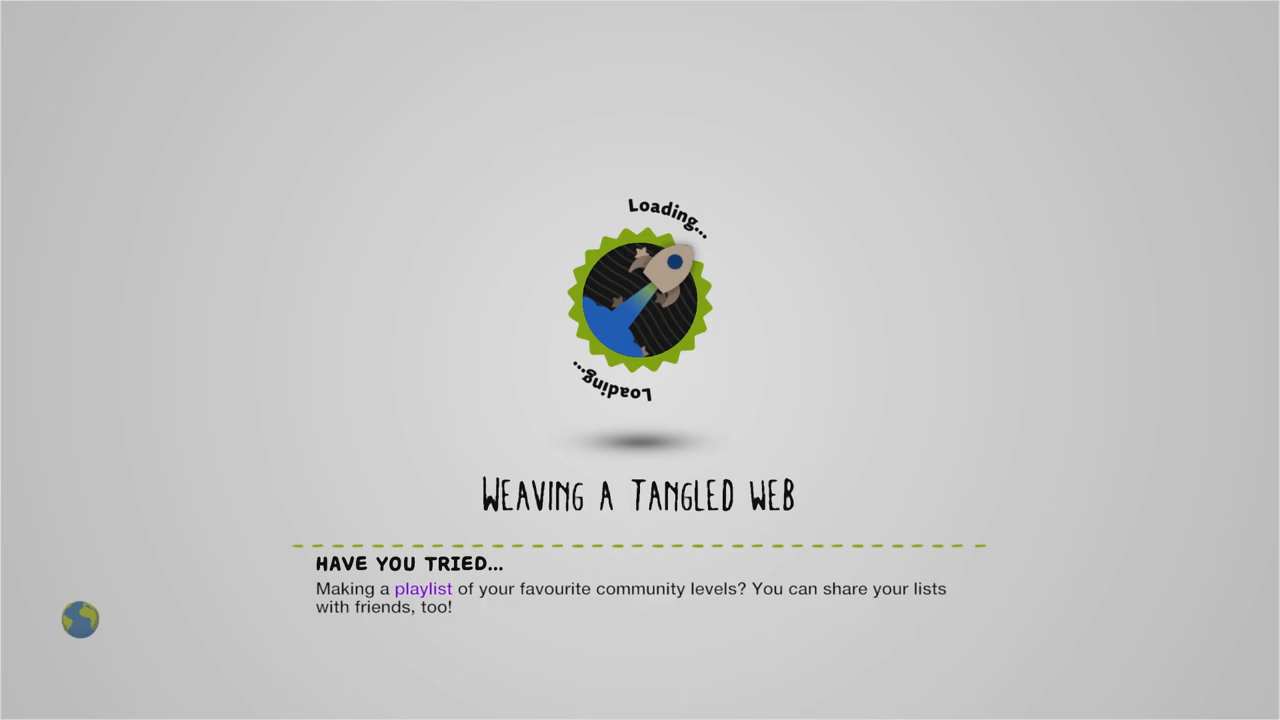 Loading...
Loading...
WEAVING A TANGLED WEB
HAVE YOU TRIED...
Making a playlist of your favourite community levels? You can share your lists
with friends, too!